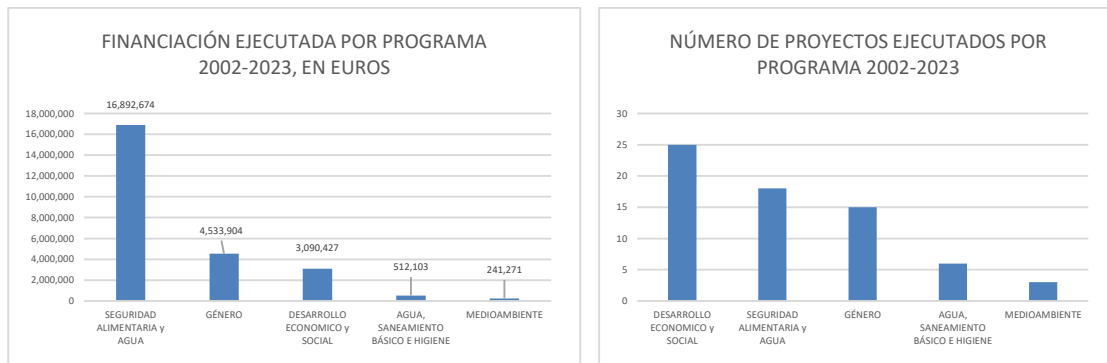 FINANCIACIÓN EJECUTADA POR PROGRAMA
2002-2023, EN EUROS
16,892,674
18,000,000
16,000,000
14,000,000
12,000,000
10,000,000
8,000,000
6,000,000
4,000,000
2,000,000
0
4,533,904
3,090,427
512,103
241,271
SEGURIDAD
ALIMENTARIA y
AGUA
GÉNERO
DESARROLLO
ECONOMICO y
SOCIAL
AGUA,
SANEAMIENTO
BÁSICO E HIGIENE
MEDIOAMBIENTE
NÚMERO DE PROYECTOS EJECUTADOS POR
PROGRAMA 2002-2023
30
25
20
15
10
5
0
DESARROLLO
ECONOMICO y
SOCIAL
SEGURIDAD
ALIMENTARIA y
AGUA
GÉNERO
AGUA,
SANEAMIENTO
BÁSICO E HIGIENE
MEDIOAMBIENTE